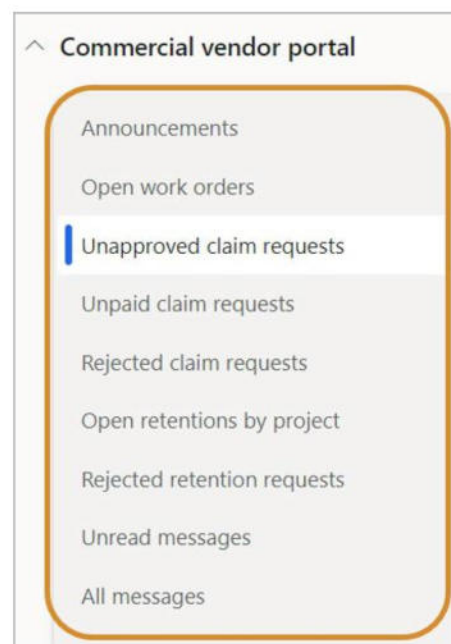 Commercial vendor portal
Announcements
Open work orders
Unapproved claim requests
Unpaid claim requests
Rejected claim requests
Open retentions by project
Rejected retention requests
Unread messages
All messages